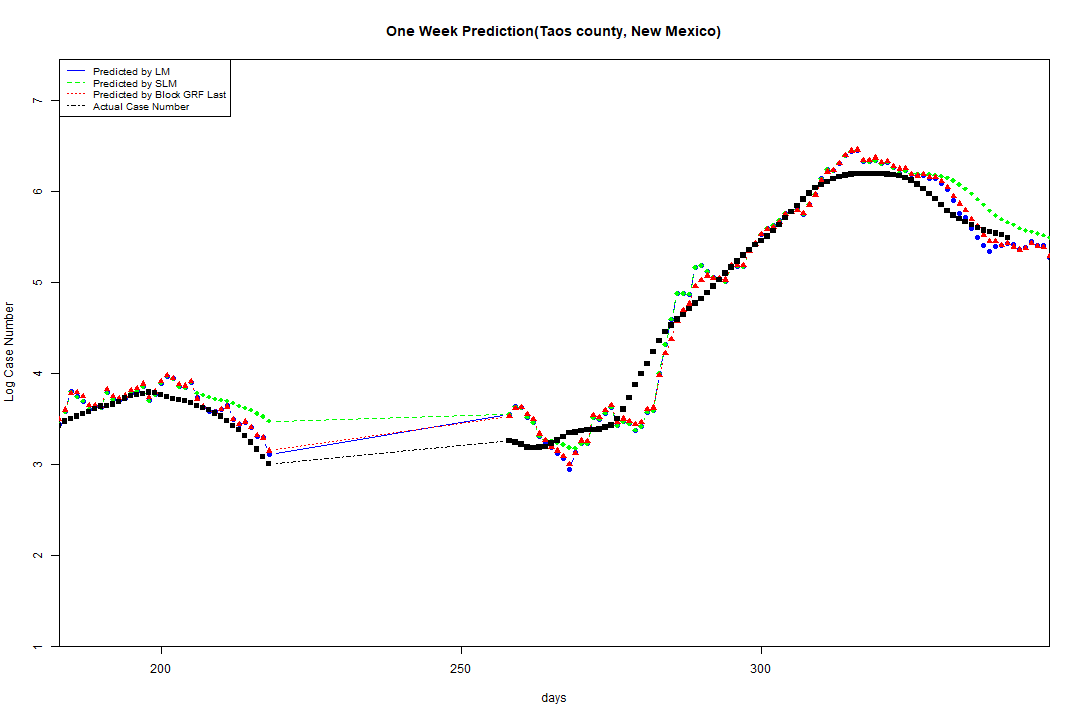 One Week Prediction(Taos county, New Mexico)
Predicted by LM
Predicted by SLM
Predicted by Block GRF Last
Actual Case Number
7
6
5
4
3
2
1
Log Case Number
200 250 300
days